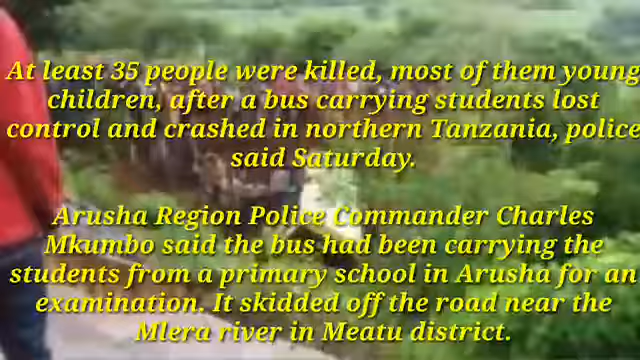 At least 35 people were killed, most of them young
children, after a bus carrying students lost
control and crashed in northern Tanzania, police
said Saturday.
Arusha Region Police Commander Charles
Mkumbo said the bus had been carrying the
students from a primary school in Arusha for an
examination. It skidded off the road near the
Mlera river in Meatu district.